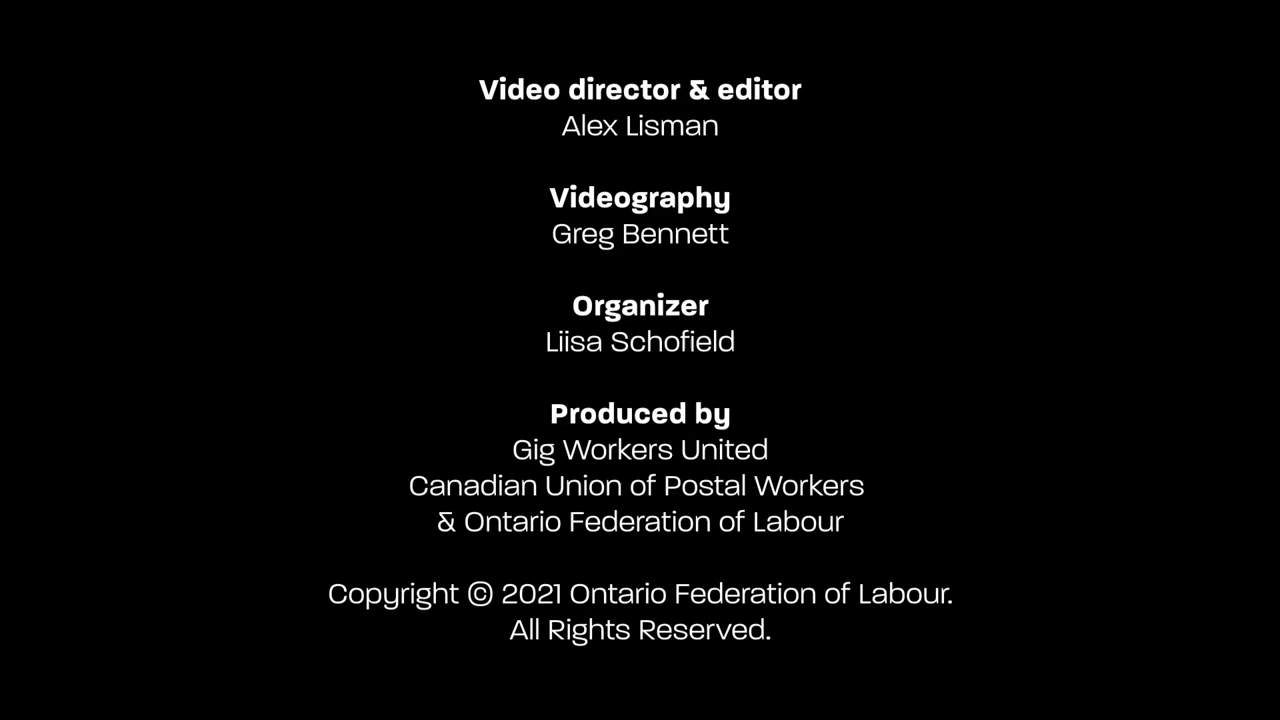 Video director & editor
Alex Lisman
Videography
Greg Bennett
Organizer
Liisa Schofield
Produced by
Gig Workers United
Canadian Union of Postal Workers
& Ontario Federation of Labour
Copyright © 2021 Ontario Federation of Labour.
All Rights Reserved.